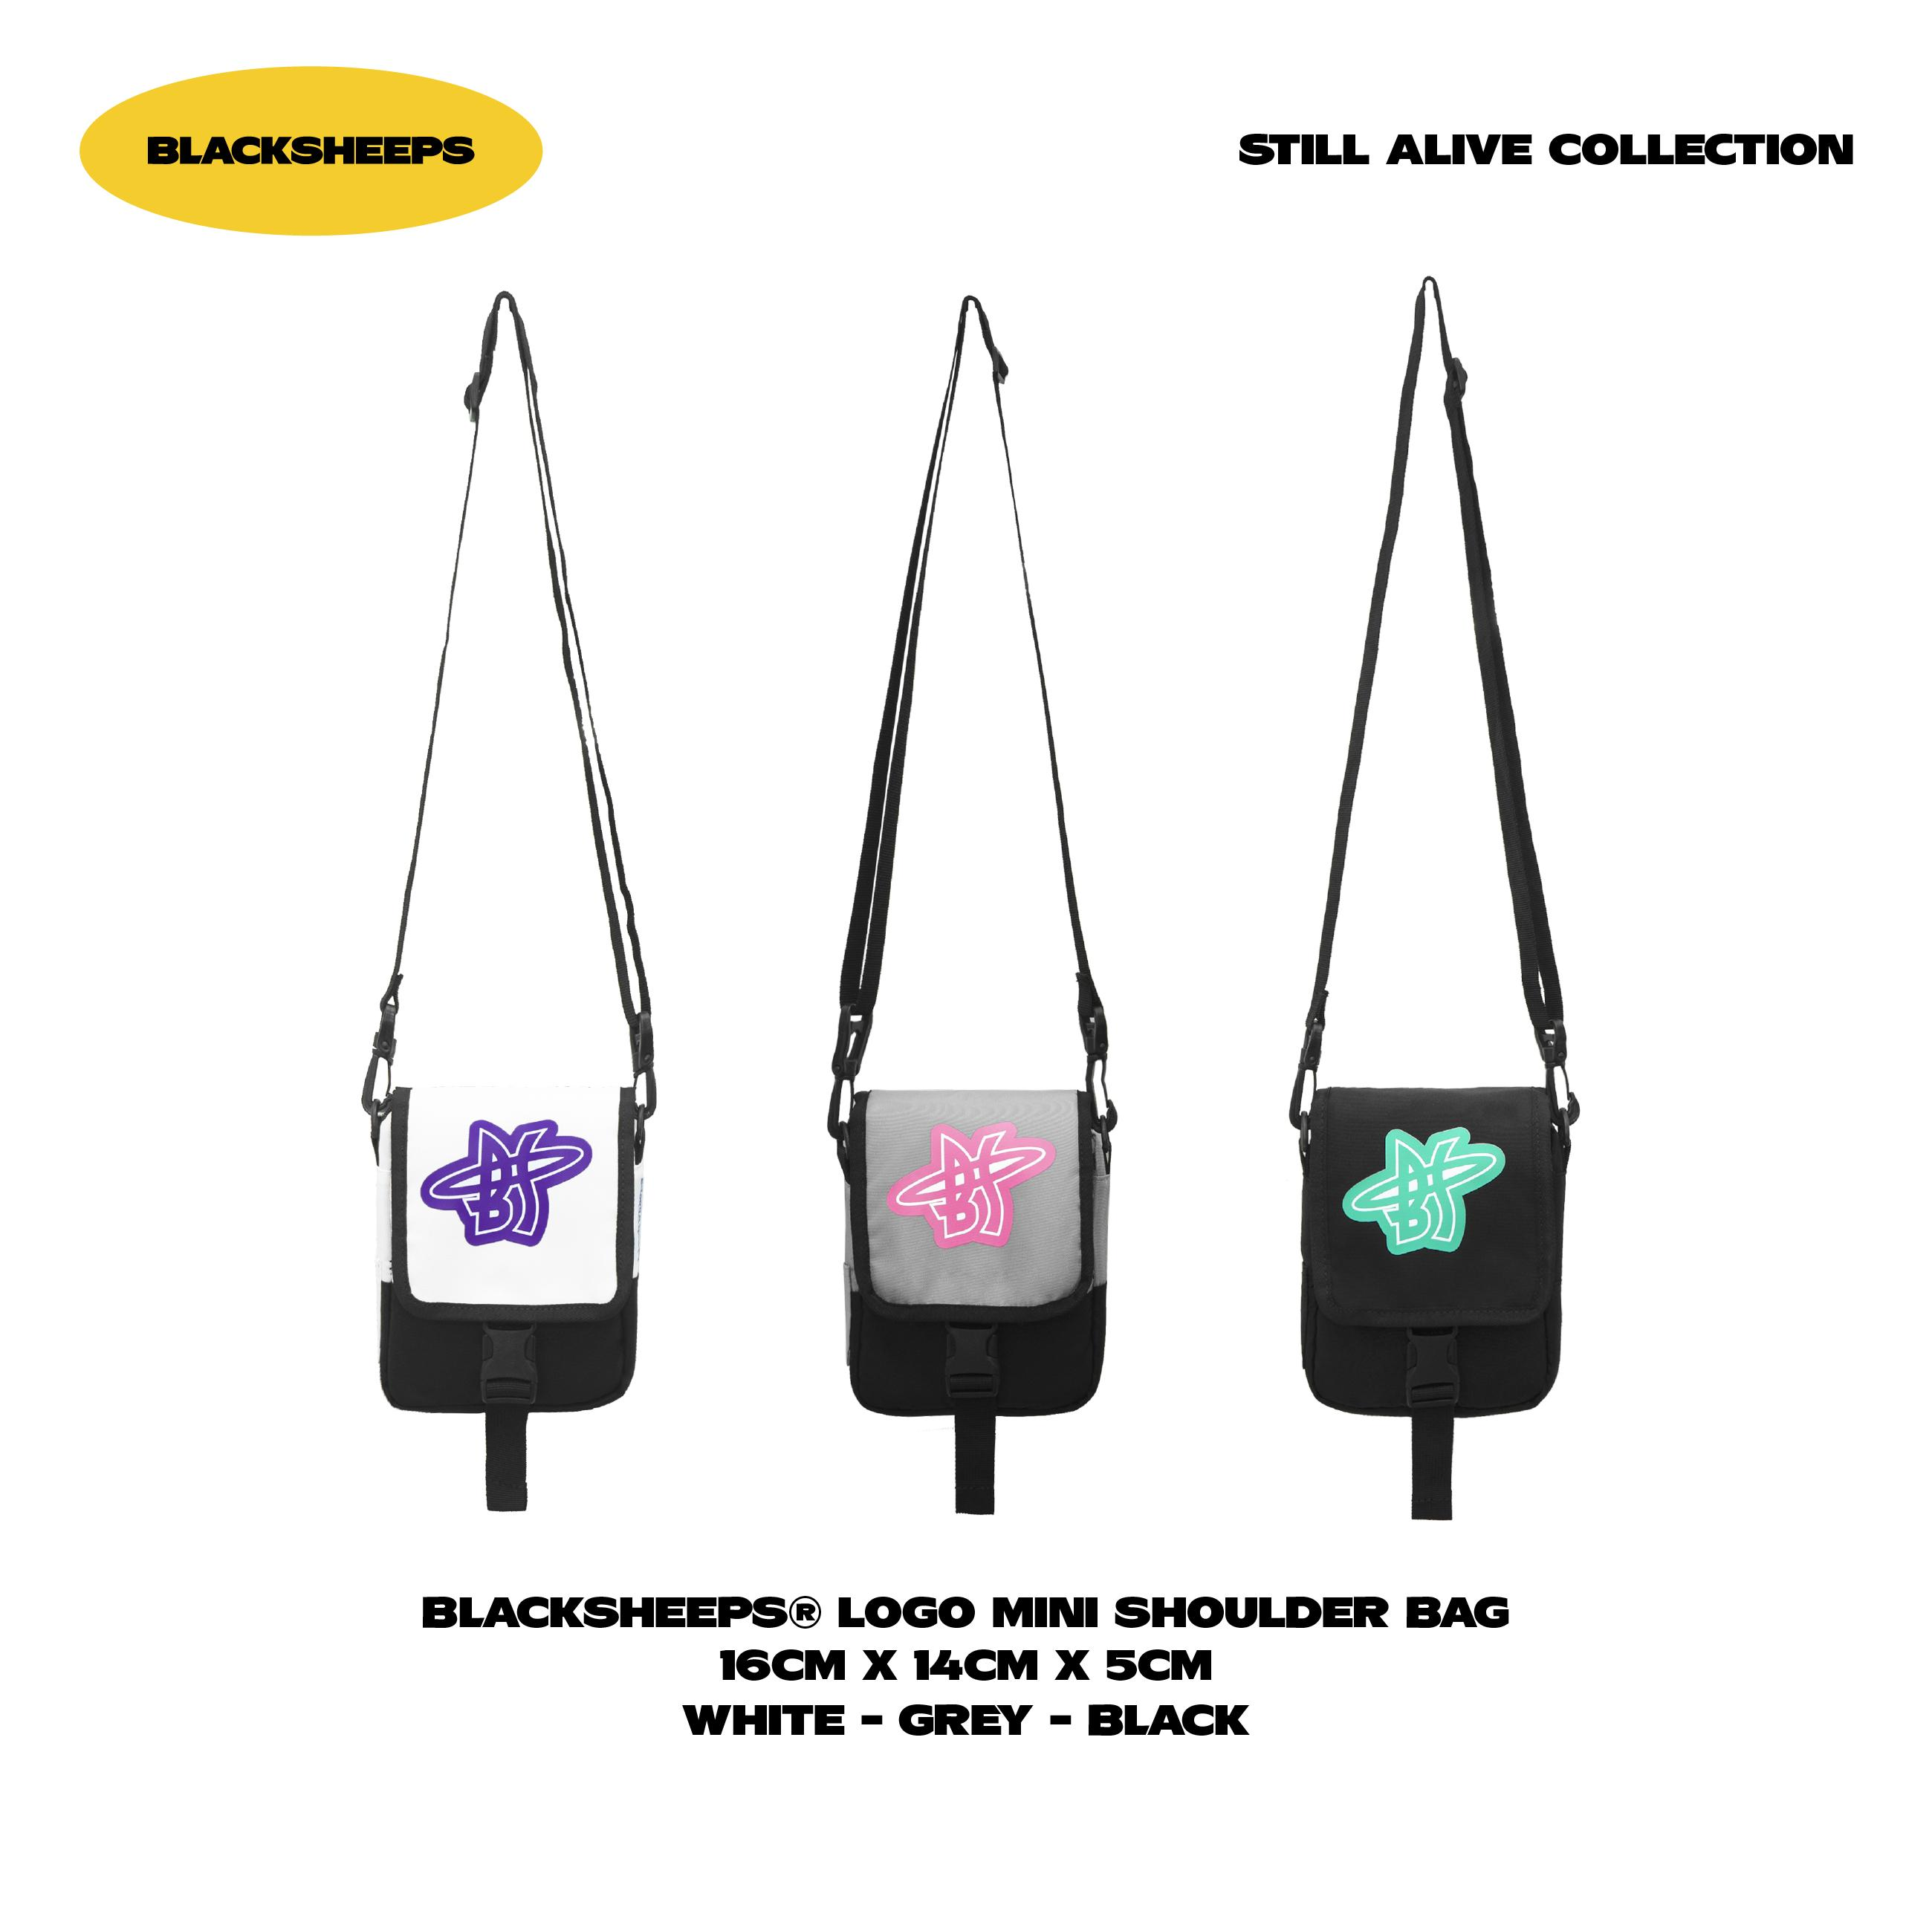 BLACKSHEEPS
STILL ALIVE COLLECTION
BLACKSHEEPS® LOGO MINI SHOULDER BAG
16CM X 14CM X 5CM
WHITE - GREY - BLACK